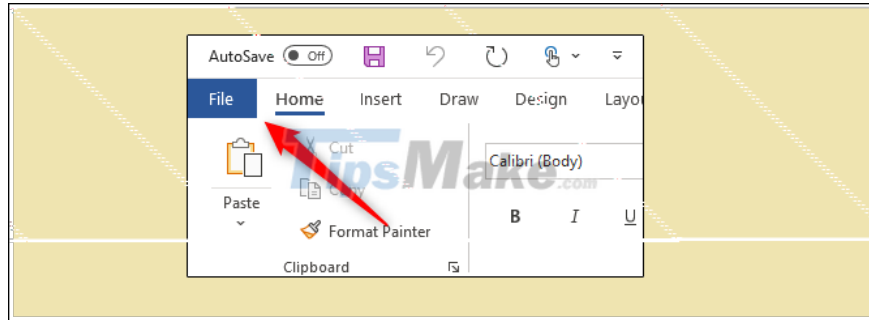 AutoSave Off
File Home Insert Draw Design Layou
Cut
Calibri (Body)
TipsMake.com
Copy
Paste
B I U
Format Painter
Clipboard